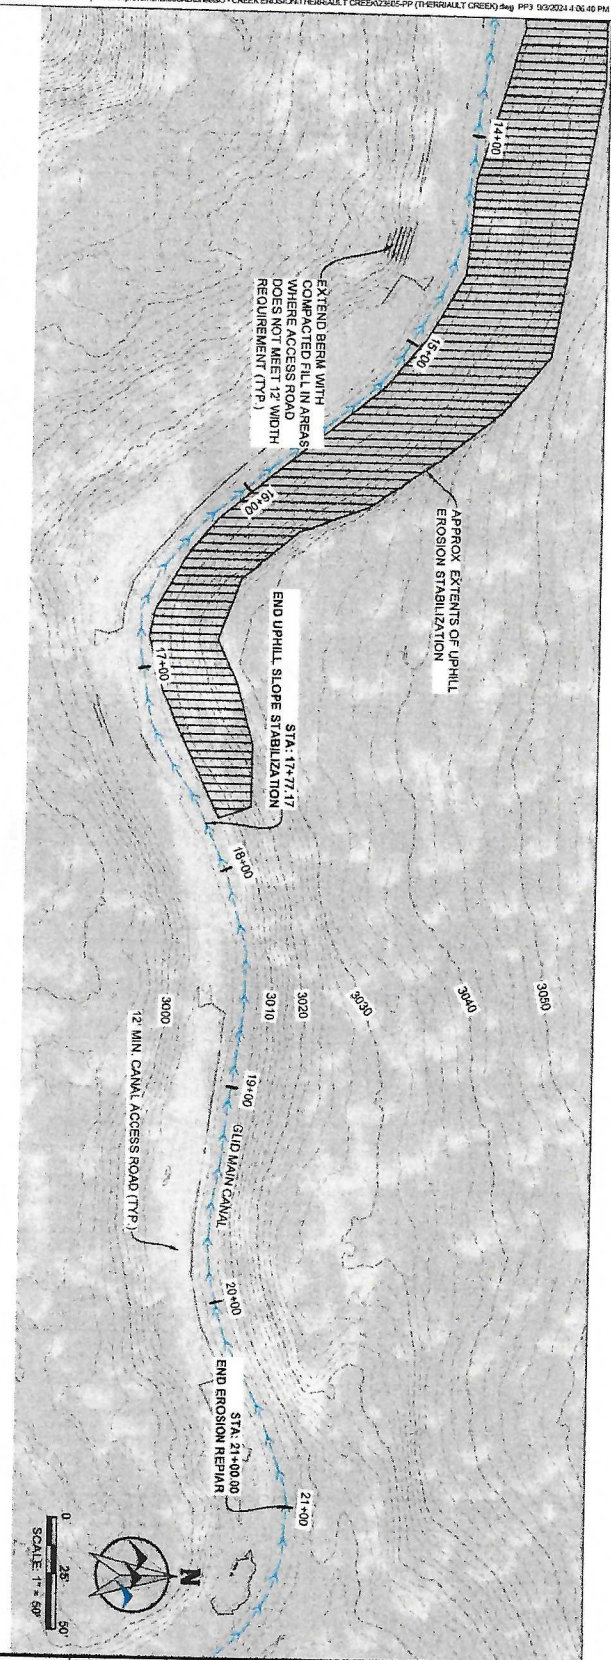 CREEK EROSION\THERRIAULT CREEK\23605-PP (THERRIAULT CREEK).dwg PP3 9/3/2024 4:06:40 PM
14+00
EXTEND BERM WITH
COMPACTED FILL IN AREAS
WHERE ACCESS ROAD
DOES NOT MEET 12' WIDTH
REQUIREMENT (TYP.)
15+00
16+00
APPROX EXTENTS OF UPHILL
EROSION STABILIZATION
17+00
STA: 17+77.17
END UPHILL SLOPE STABILIZATION
18+00
3050
3040
3030
3020
3010
3000
19+00
GLID MAIN CANAL
12' MIN. CANAL ACCESS ROAD (TYP.)
20+00
STA: 21+00.00
END EROSION REPIAR
21+00
N
0
25'
50'
SCALE: 1" = 50'